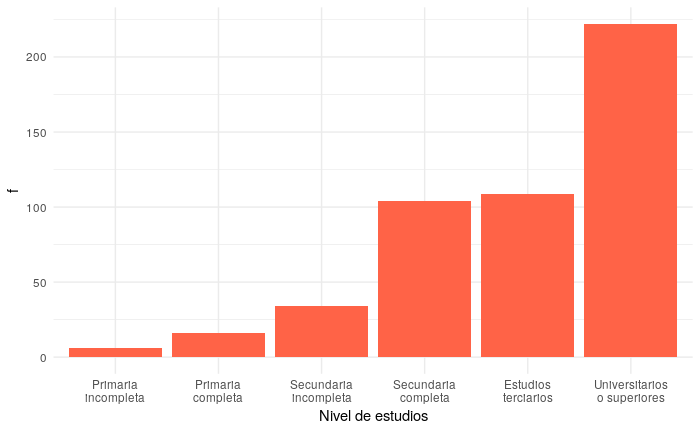 200
150
100
50
0
f
Primaria
incompleta
Primaria
completa
Secundaria
incompleta
Secundaria
completa
Estudios
terciarios
Universitarios
o superiores
Nivel de estudios